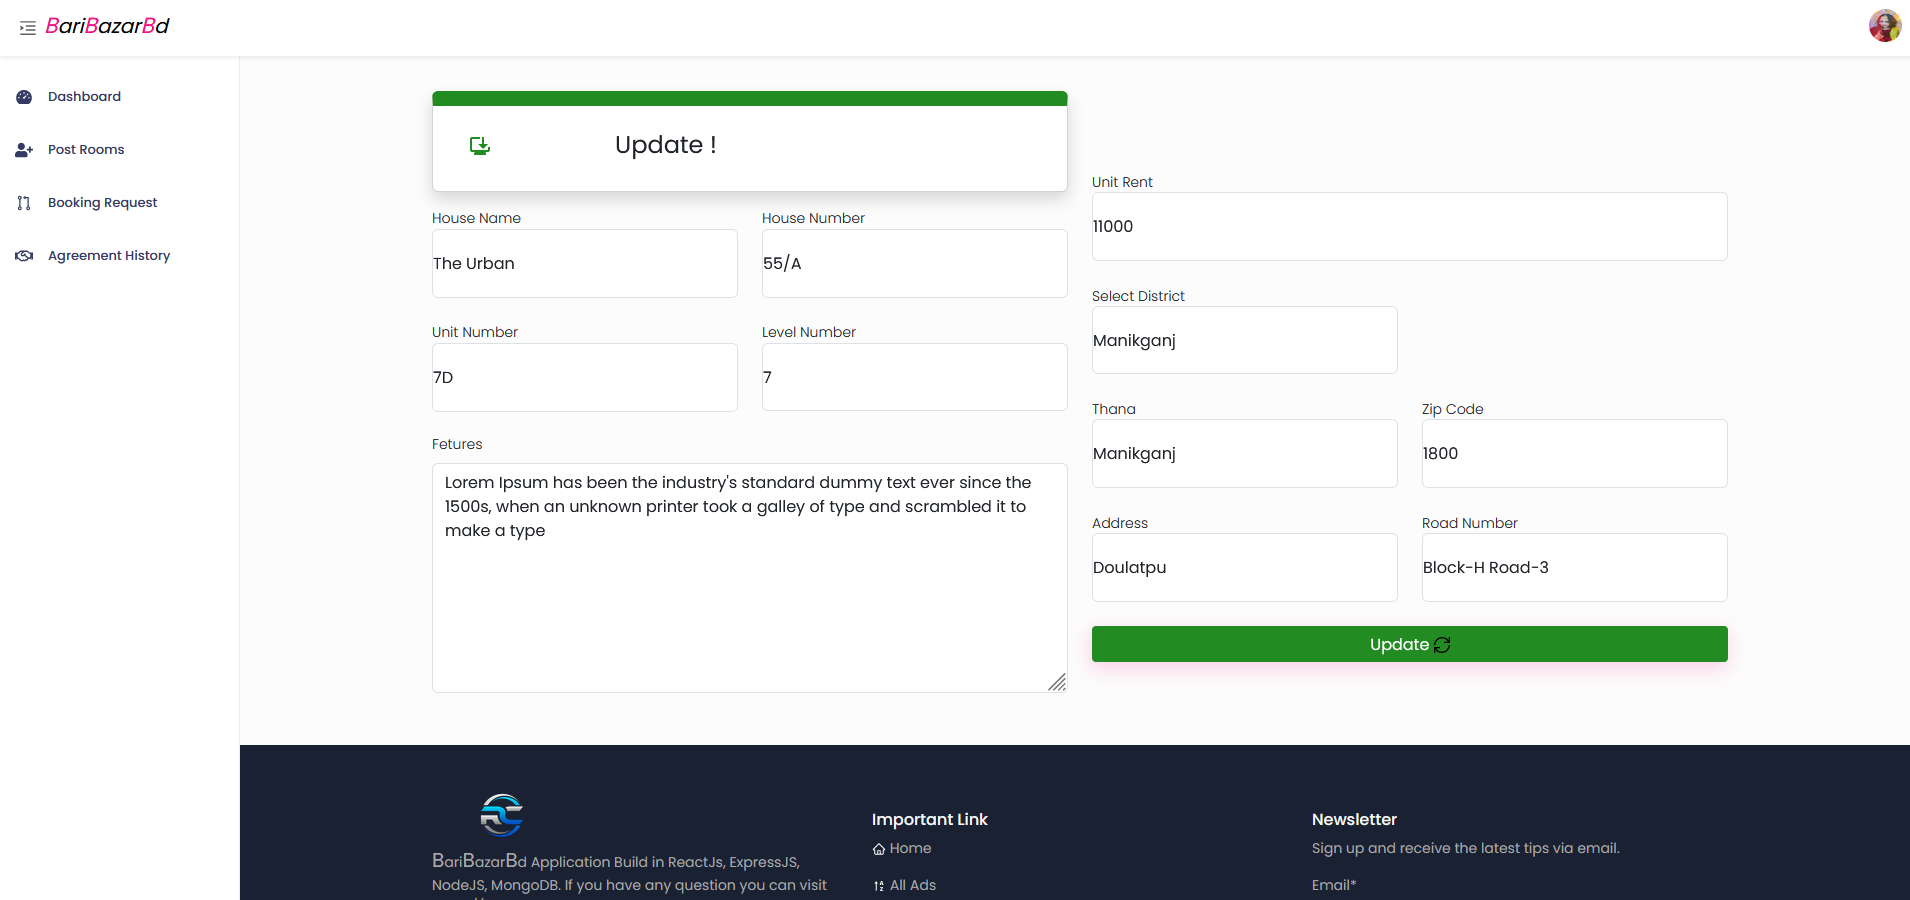 BariBazarBd
Dashboard
Post Rooms
Booking Request
Agreement History
Update !
House Name
The Urban
House Number
55/A
Unit Number
7D
Level Number
7
Fetures
Lorem Ipsum has been the industry's standard dummy text ever since the
1500s, when an unknown printer took a galley of type and scrambled it to
make a type
Unit Rent
11000
Select District
Manikganj
Thana
Manikganj
Zip Code
1800
Address
Doulatpu
Road Number
Block-H Road-3
Update
RC
BariBazarBd Application Build in ReactJs, ExpressJS,
NodeJS, MongoDB. If you have any question you can visit
Important Link
Home
All Ads
Newsletter
Sign up and receive the latest tips via email.
Email*